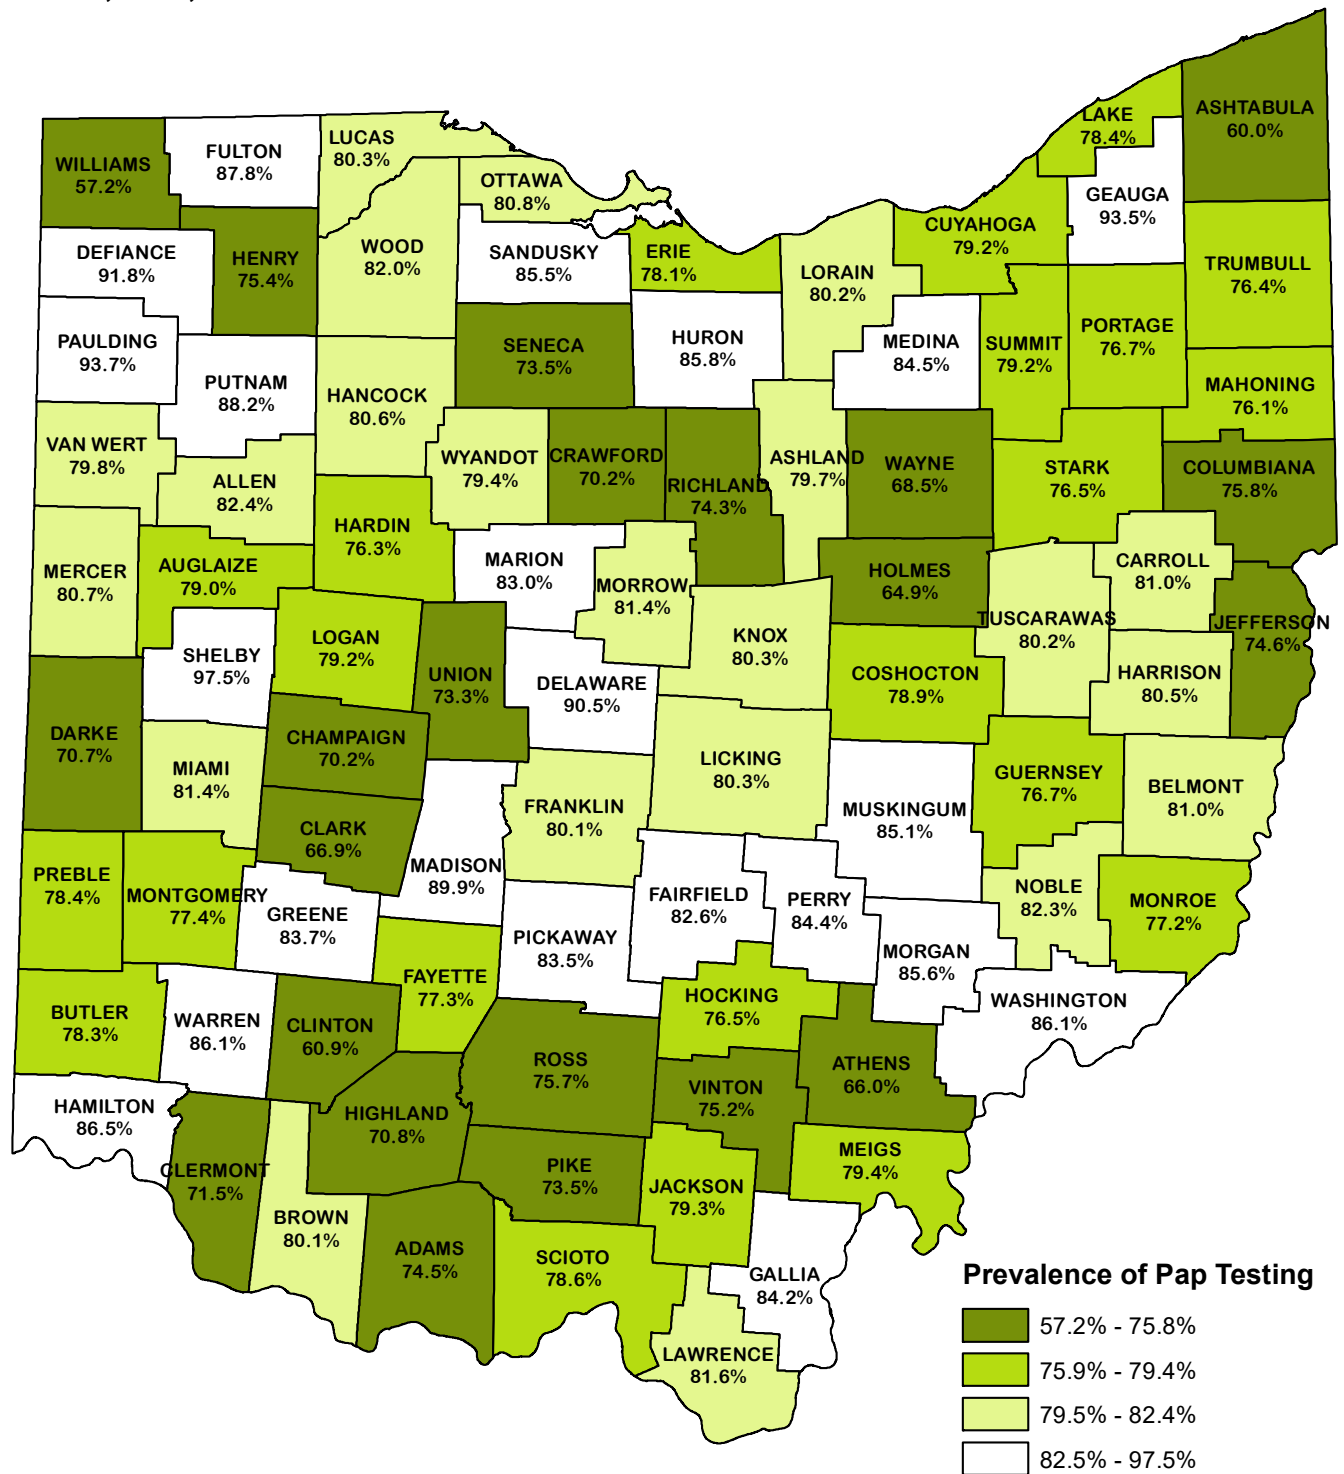 LAKE
78.4%
ASHTABULA
60.0%
LUCAS
80.3%
FULTON
87.8%
WILLIAMS
57.2%
OTTAWA
80.8%
GEAUGA
93.5%
CUYAHOGA
79.2%
DEFIANCE
91.8%
HENRY
75.4%
WOOD
82.0%
SANDUSKY
85.5%
ERIE
78.1%
LORAIN
80.2%
TRUMBULL
76.4%
PAULDING
93.7%
PUTNAM
88.2%
SENECA
73.5%
HURON
85.8%
MEDINA
84.5%
SUMMIT
79.2%
PORTAGE
76.7%
MAHONING
76.1%
HANCOCK
80.6%
VAN WERT
79.8%
ALLEN
82.4%
WYANDOT
79.4%
CRAWFORD
70.2%
RICHLAND
74.3%
ASHLAND
79.7%
WAYNE
68.5%
STARK
76.5%
COLUMBIANA
75.8%
HARDIN
76.3%
MERCER
80.7%
AUGLAIZE
79.0%
MARION
83.0%
MORROW
81.4%
HOLMES
64.9%
CARROLL
81.0%
TUSCARAWAS
80.2%
JEFFERSON
74.6%
SHELBY
97.5%
LOGAN
79.2%
UNION
73.3%
DELAWARE
90.5%
KNOX
80.3%
COSHOCTON
78.9%
HARRISON
80.5%
DARKE
70.7%
MIAMI
81.4%
CHAMPAIGN
70.2%
LICKING
80.3%
GUERNSEY
76.7%
BELMONT
81.0%
FRANKLIN
80.1%
MUSKINGUM
85.1%
CLARK
66.9%
MADISON
89.9%
PREBLE
78.4%
MONTGOMERY
77.4%
GREENE
83.7%
FAIRFIELD
82.6%
PERRY
84.4%
NOBLE
82.3%
MONROE
77.2%
PICKAWAY
83.5%
MORGAN
85.6%
FAYETTE
77.3%
HOCKING
76.5%
WASHINGTON
86.1%
BUTLER
78.3%
WARREN
86.1%
CLINTON
60.9%
ROSS
75.7%
ATHENS
66.0%
VINTON
75.2%
HAMILTON
86.5%
HIGHLAND
70.8%
MEIGS
79.4%
CLERMONT
71.5%
PIKE
73.5%
JACKSON
79.3%
BROWN
80.1%
ADAMS
74.5%
SCIOTO
78.6%
GALLIA
84.2%
LAWRENCE
81.6%
Prevalence of Pap Testing
57.2% - 75.8%
75.9% - 79.4%
79.5% - 82.4%
82.5% - 97.5%